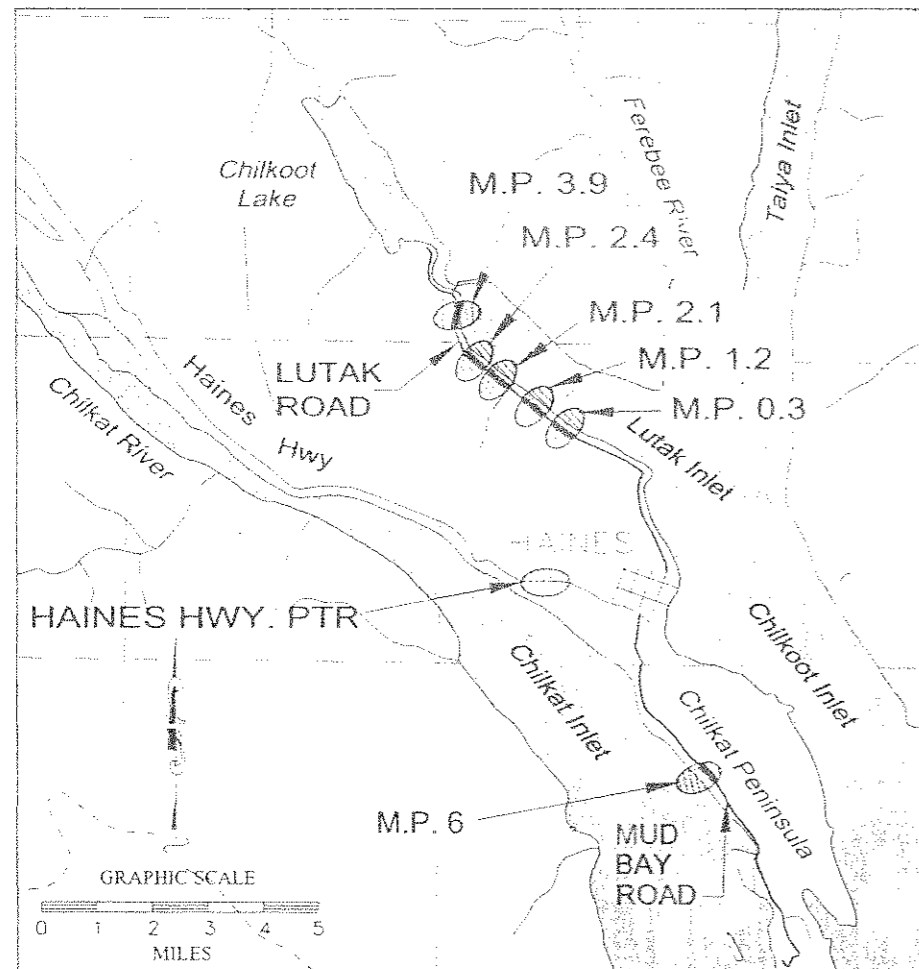 Chilkoot
Lake
Ferebee River
Taiya Inlet
M.P. 3.9
M.P. 2.4
M.P. 2.1
M.P. 1.2
M.P. 0.3
LUTAK
ROAD
Haines
Hwy
Chilkat River
Lutak Inlet
HAINES
HAINES HWY. PTR
Chilkat Inlet
Chilkoot Inlet
Chilkat Peninsula
M.P. 6
MUD
BAY
ROAD
GRAPHIC SCALE
0 1 2 3 4 5
MILES